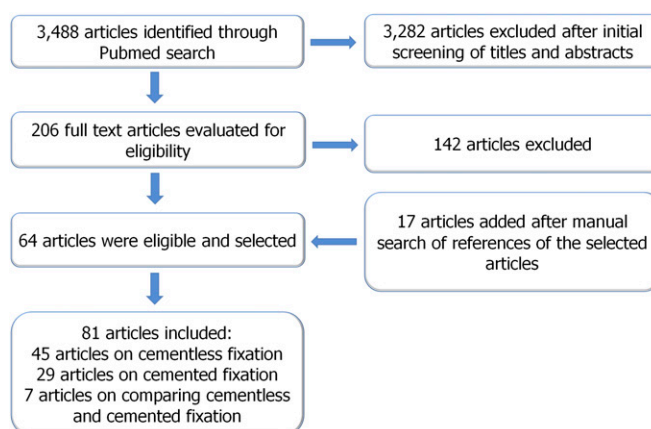 3,488 articles identified through
Pubmed search
3,282 articles excluded after initial
screening of titles and abstracts
206 full text articles evaluated for
eligibility
142 articles excluded
64 articles were eligible and selected
17 articles added after manual
search of references of the selected
articles
81 articles included:
45 articles on cementless fixation
29 articles on cemented fixation
7 articles on comparing cementless
and cemented fixation